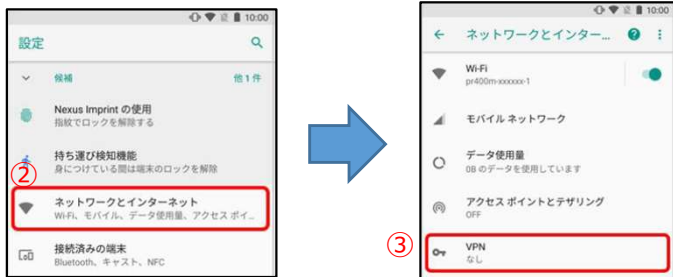 10:00
設定
候補
他1件
Nexus Imprint の使用
指紋でロックを解除する
持ち運び検知機能
身につけている間は端末のロックを解除
②
ネットワークとインターネット
Wi-Fi、モバイル、データ使用量、アクセス ポイ...
接続済みの端末
Bluetooth、キャスト、NFC
10:00
ネットワークとインター...
Wi-Fi
pr400m-xxxxxx-1
モバイル ネットワーク
データ使用量
0B のデータを使用しています
アクセス ポイントとテザリング
OFF
③
VPN
なし